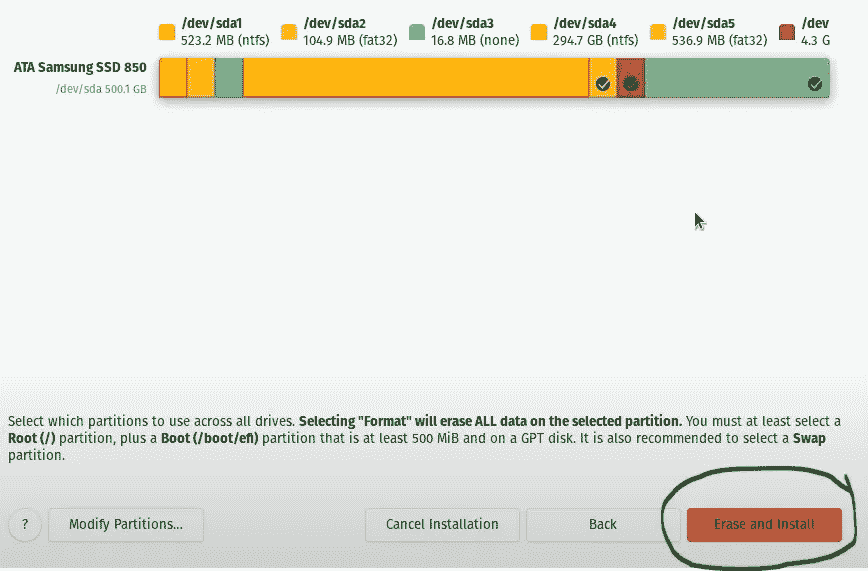 /dev/sda1 /dev/sda2 /dev/sda3 /dev/sda4 /dev/sda5 /dev
523.2 MB (ntfs) 104.9 MB (fat32) 16.8 MB (none) 294.7 GB (ntfs) 536.9 MB (fat32) 4.3 G
ATA Samsung SSD 850
/dev/sda 500.1 GB
Select which partitions to use across all drives. Selecting "Format" will erase ALL data on the selected partition. You must at least select a
Root (/) partition, plus a Boot (/boot/efi) partition that is at least 500 MiB and on a GPT disk. It is also recommended to select a Swap
partition.
? Modify Partitions... Cancel Installation Back Erase and Install